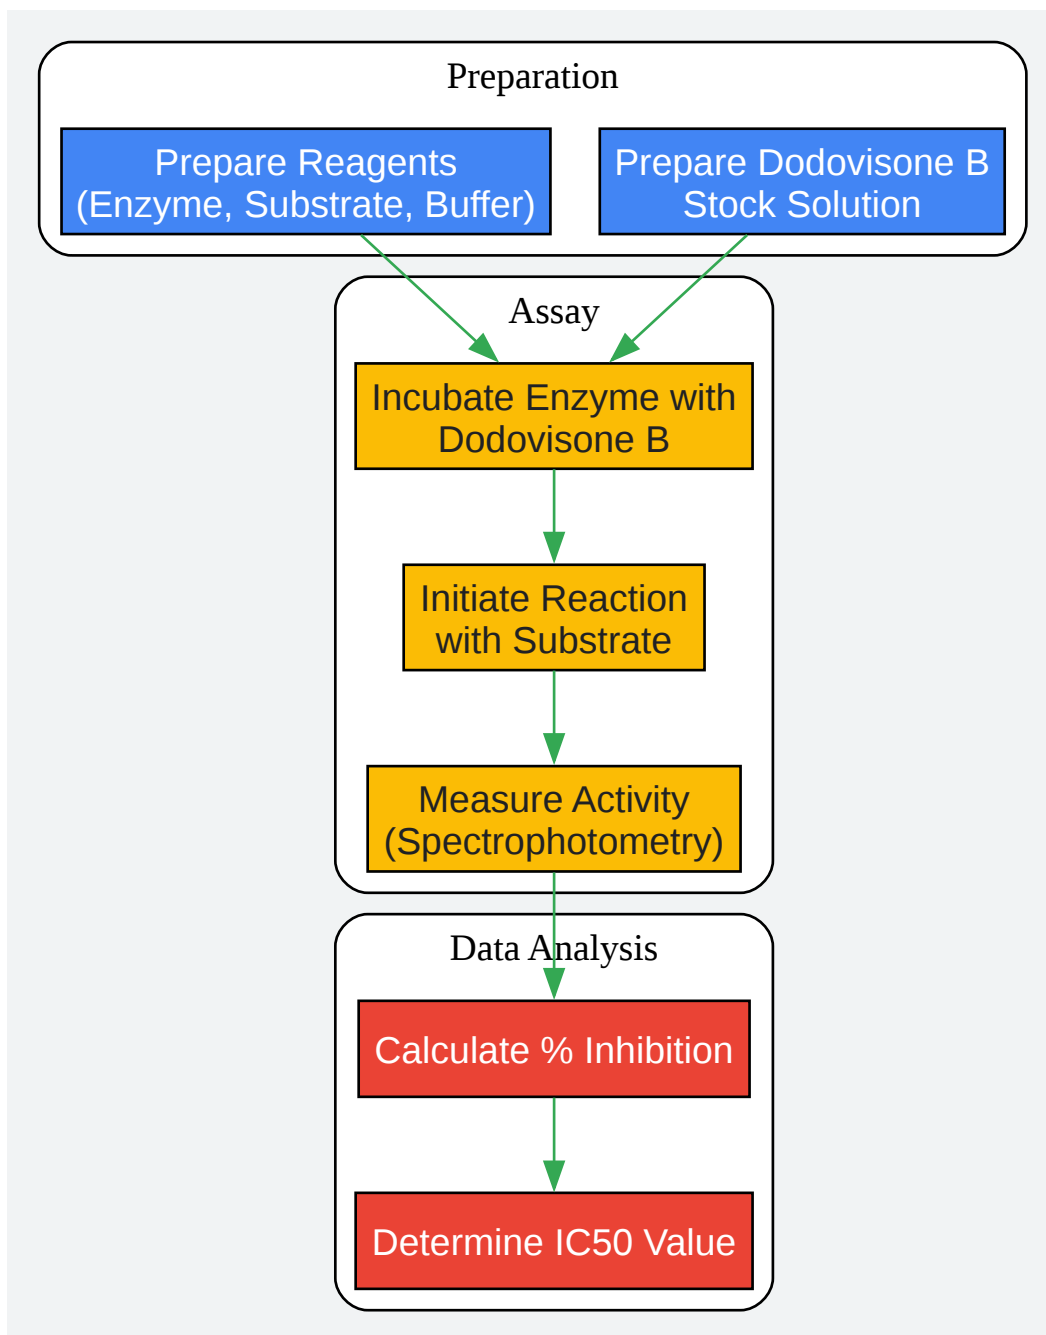 Preparation
Prepare Reagents
(Enzyme, Substrate, Buffer)
Prepare Dodovisone B
Stock Solution
Assay
Incubate Enzyme with
Dodovisone B
Initiate Reaction
with Substrate
Measure Activity
(Spectrophotometry)
Data Analysis
Calculate % Inhibition
Determine IC50 Value